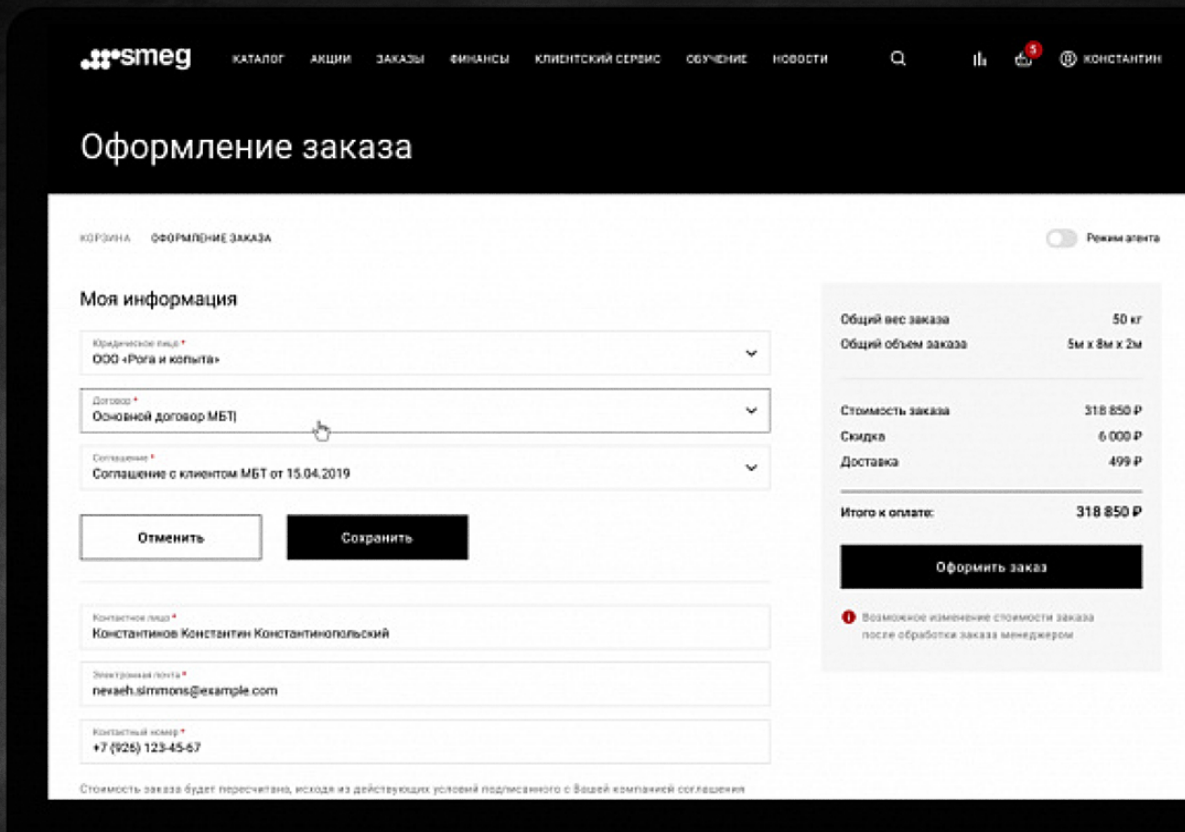 smeg
КАТАЛОГ АКЦИИ ЗАКАЗЫ ФИНАНСЫ КЛИЕНТСКИЙ СЕРВИС ОБУЧЕНИЕ НОВОСТИ 5 КОНСТАНТИН
Оформление заказа
КОРЗИНА ОФОРМЛЕНИЕ ЗАКАЗА Режим агента
Моя информация
Юридическое лицо *
ООО «Рога и копыта»
Договор *
Основной договор МБТ
Соглашение *
Соглашение с клиентом МБТ от 15.04.2019
Отменить Сохранить
Контактное лицо *
Константинов Константин Константинопольский
Электронная почта *
nevaeh.simmons@example.com
Контактный номер *
+7 (926) 123-45-67
Стоимость заказа будет пересчитана, исходя из действующих условий подписанного с Вашей компанией соглашения
Общий вес заказа 50 кг
Общий объем заказа 5м x 8м x 2м
Стоимость заказа 318 850 ₽
Скидка 6 000 ₽
Доставка 499 ₽
Итого к оплате: 318 850 ₽
Оформить заказ
Возможное изменение стоимости заказа
после обработки заказа менеджером